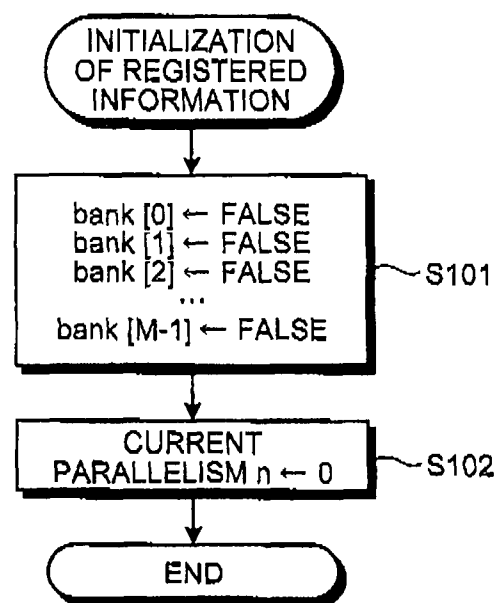 INITIALIZATION
OF REGISTERED
INFORMATION
bank [0] ← FALSE
bank [1] ← FALSE
bank [2] ← FALSE
...
bank [M-1] ← FALSE
S101
CURRENT
PARALLELISM n ← 0
S102
END